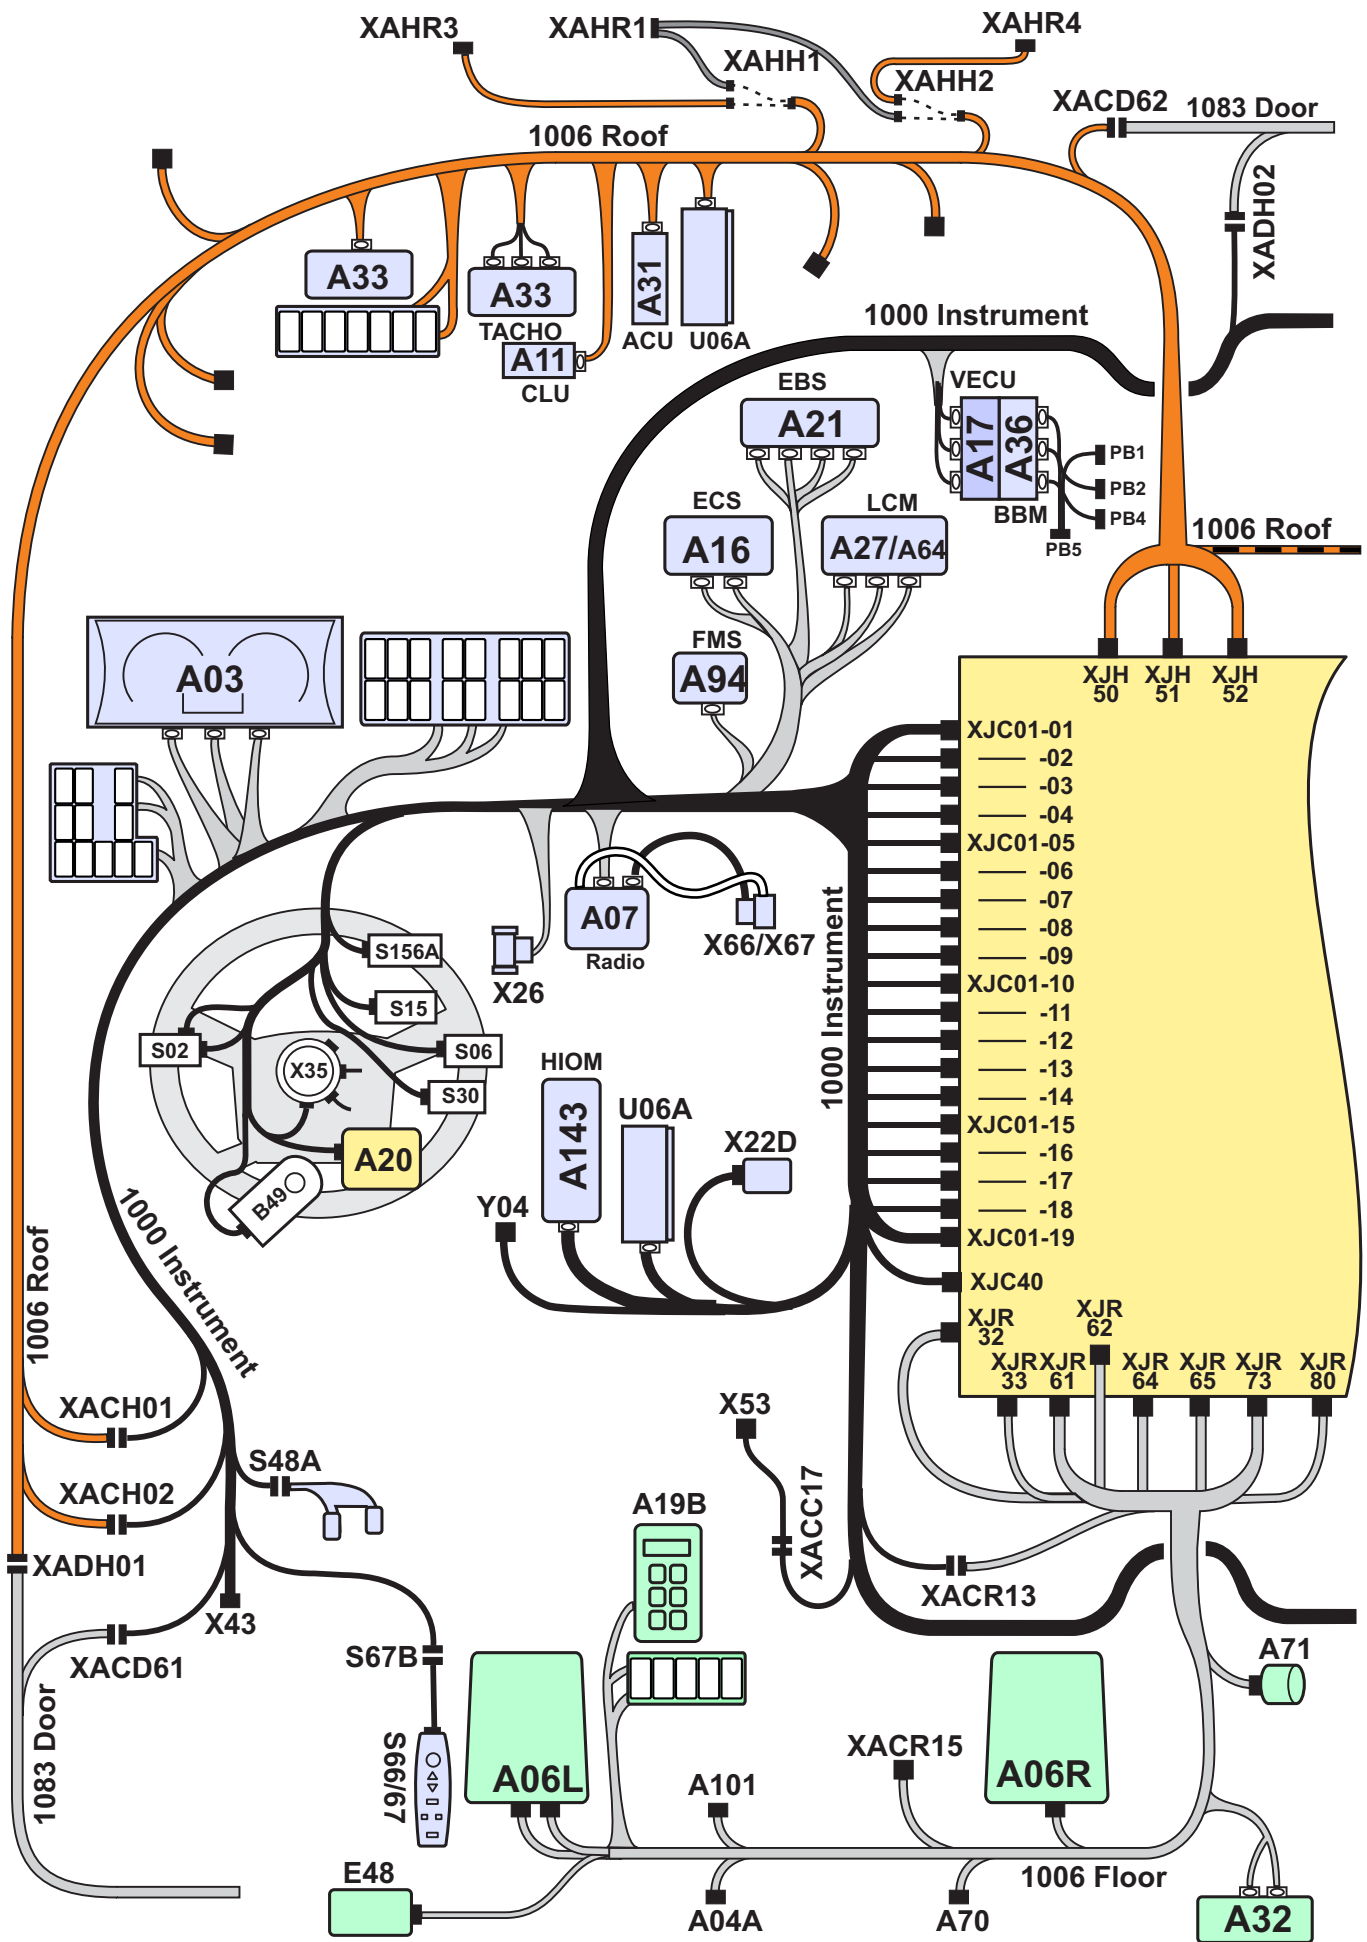 XAHR3
XAHR1
XAHR4
XAHH1
XAHH2
XACD62
1083 Door
1006 Roof
XADH02
A33
A33
TACHO
A11
CLU
A31
ACU
U06A
1000 Instrument
EBS
A21
VECU
A17
A36
BBM
PB1
PB2
PB4
PB5
ECS
A16
LCM
A27/A64
1006 Roof
FMS
A94
A03
XJH
50
XJH
51
XJH
52
XJC01-01
-02
-03
-04
XJC01-05
-06
-07
-08
-09
XJC01-10
-11
-12
-13
-14
XJC01-15
-16
-17
-18
XJC01-19
XJC40
XJR
32
XJR
62
XJR
33
XJR
61
XJR
64
XJR
65
XJR
73
XJR
80
A07
Radio
X66/X67
X26
1000 Instrument
S156A
S15
S02
X35
S06
S30
A20
B49
HIOM
A143
U06A
X22D
Y04
1000 Instrument
1006 Roof
XACH01
XACH02
S48A
XADH01
X43
XACD61
1083 Door
S67B
S66/67
X53
XACC17
A19B
XACR13
A71
A06L
A101
XACR15
A06R
E48
A04A
A70
1006 Floor
A32